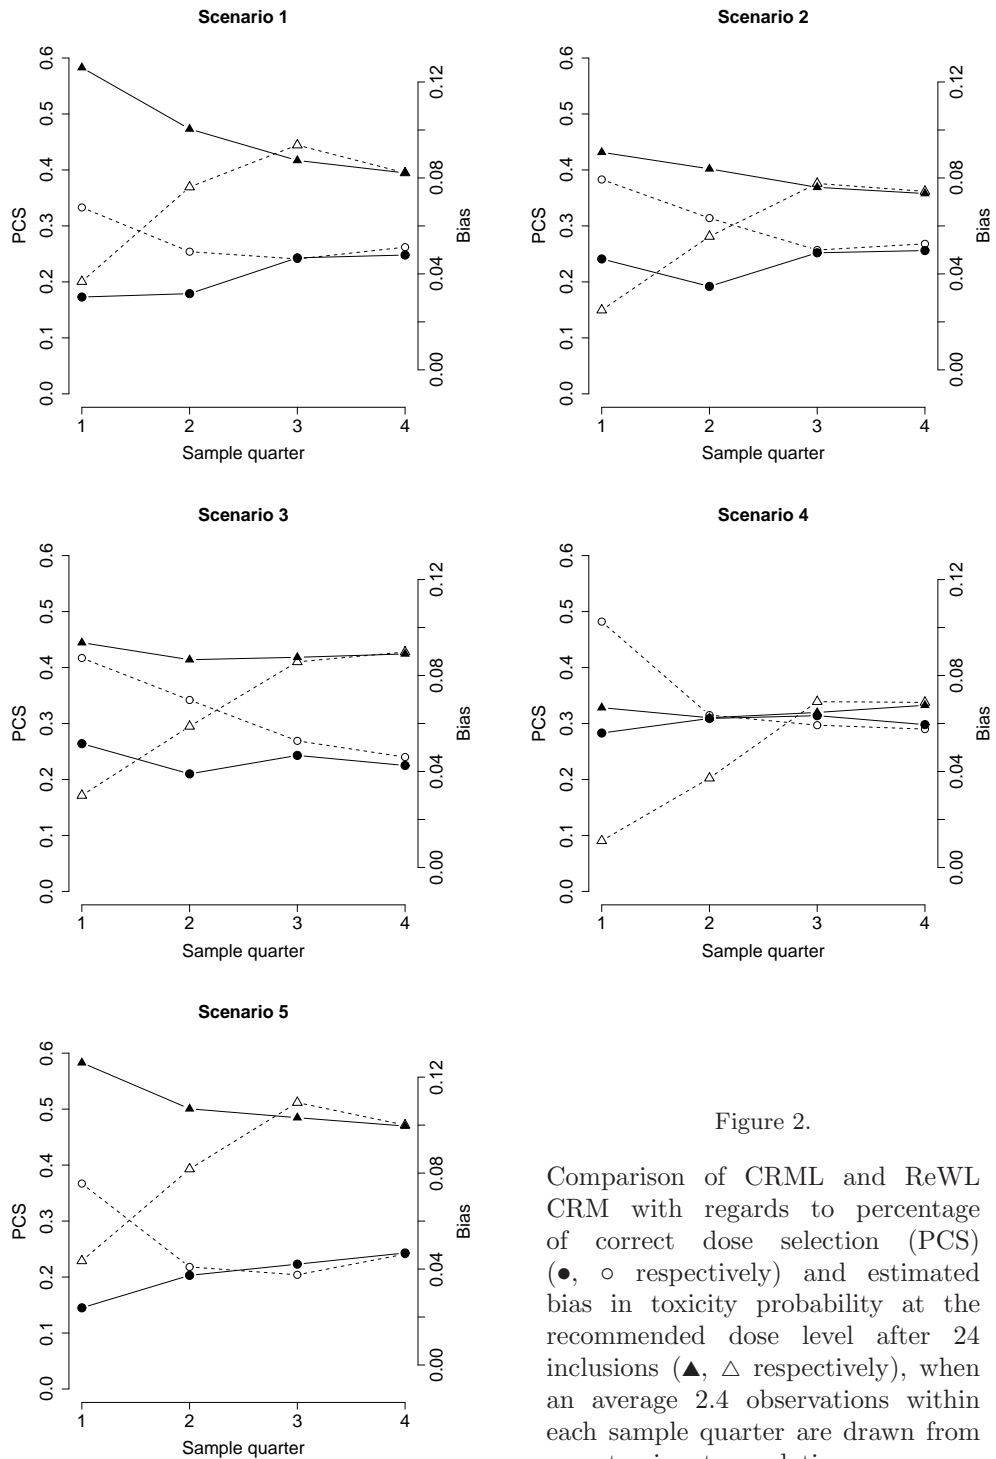 Scenario 1
0.0 0.1 0.2 0.3 0.4 0.5 0.6
PCS
0.00 0.04 0.08 0.12
Bias
1 2 3 4
Sample quarter
Scenario 2
0.0 0.1 0.2 0.3 0.4 0.5 0.6
PCS
0.00 0.04 0.08 0.12
Bias
1 2 3 4
Sample quarter
Scenario 3
0.0 0.1 0.2 0.3 0.4 0.5 0.6
PCS
0.00 0.04 0.08 0.12
Bias
1 2 3 4
Sample quarter
Scenario 4
0.0 0.1 0.2 0.3 0.4 0.5 0.6
PCS
0.00 0.04 0.08 0.12
Bias
1 2 3 4
Sample quarter
Scenario 5
0.0 0.1 0.2 0.3 0.4 0.5 0.6
PCS
0.00 0.04 0.08 0.12
Bias
1 2 3 4
Sample quarter
Figure 2.
Comparison of CRML and ReWL
CRM with regards to percentage
of correct dose selection (PCS)
(●, ○ respectively) and estimated
bias in toxicity probability at the
recommended dose level after 24
inclusions (▲, △ respectively), when
an average 2.4 observations within
each sample quarter are drawn from